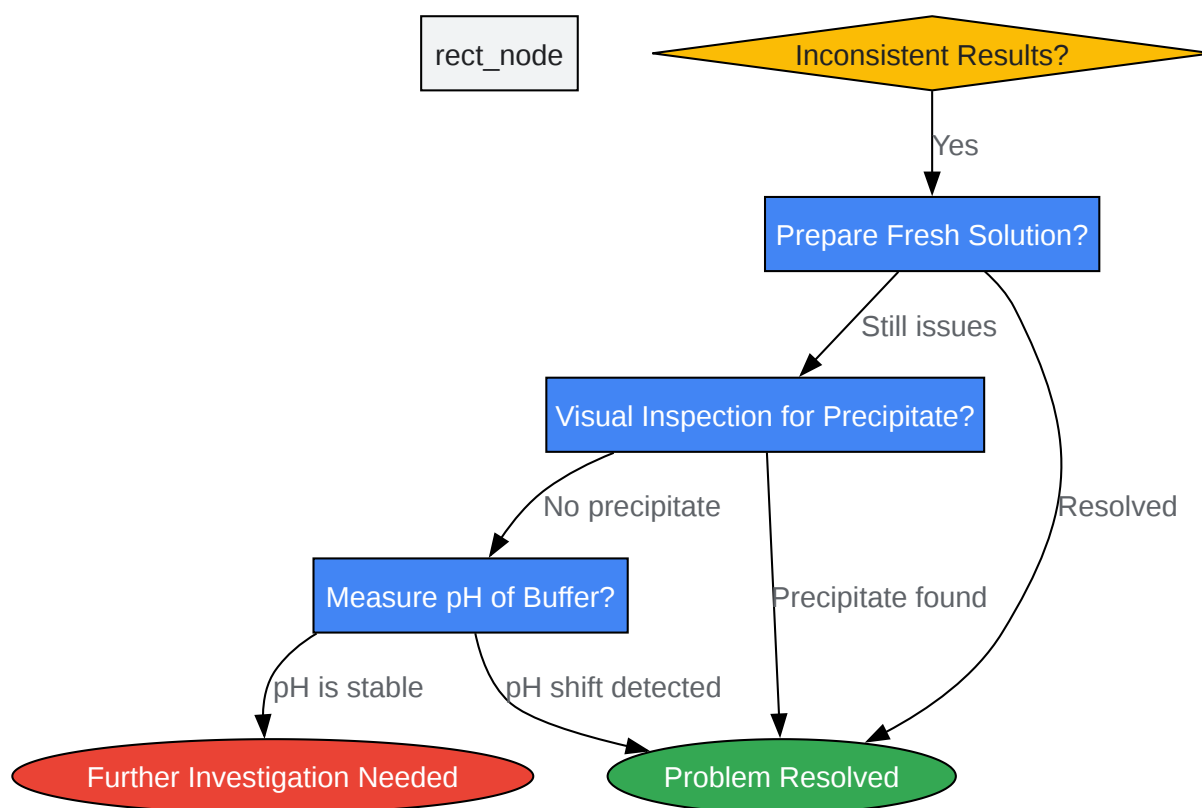 rect_node
Inconsistent Results?
Yes
Prepare Fresh Solution?
Still issues
Visual Inspection for Precipitate?
No precipitate
Resolved
Measure pH of Buffer?
Precipitate found
pH is stable
pH shift detected
Further Investigation Needed
Problem Resolved